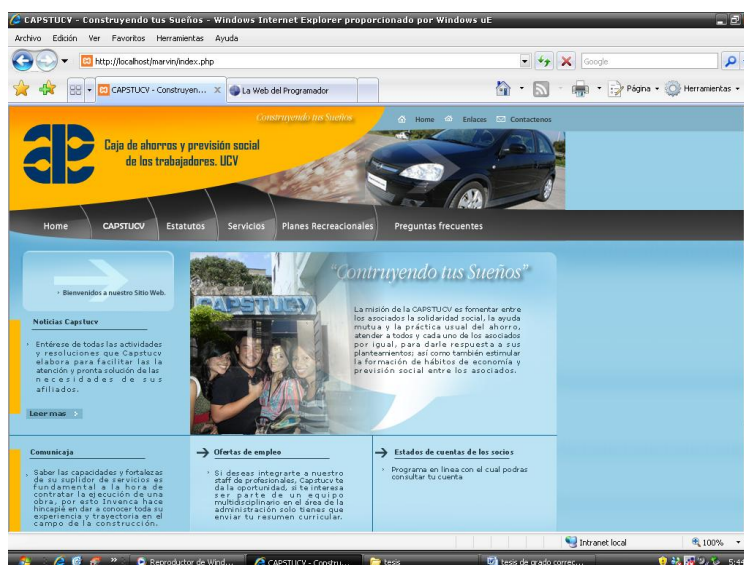 CAPSTUCV - Construyendo tus Sueños - Windows Internet Explorer proporcionado por Windows uE
Archivo Edición Ver Favoritos Herramientas Ayuda
http://localhost/marvin/index.php
Google
CAPSTUCV - Construyen...
La Web del Programador
Página
Herramientas
Construyendo tus Sueños
Home Enlaces Contactenos
Caja de ahorros y previsión social
de los trabajadores. UCV
Home CAPSTUCV Estatutos Servicios Planes Recreacionales Preguntas frecuentes
Bienvenidos a nuestro Sitio Web.
Noticias Capstucv
Entérese de todas las actividades
y resoluciones que Capstucv
elabora para facilitar las la
atención y pronta solución de las
necesidades de sus
afiliados.
Leer mas
CAPSTUCV
"Contruyendo tus Sueños"
La misión de la CAPSTUCV es fomentar entre
los asociados la solidaridad social, la ayuda
mutua y la práctica usual del ahorro,
atender a todos y cada uno de los asociados
por igual, para darle respuesta a sus
planteamientos; así como también estimular
la formación de hábitos de economía y
previsión social entre los asociados.
Comunicaja
Saber las capacidades y fortalezas
de su suplidor de servicios es
fundamental a la hora de
contratar la ejecución de una
obra, por esto Invenca hace
hincapié en dar a conocer toda su
experiencia y trayectoria en el
campo de la construcción.
Ofertas de empleo
Si deseas integrarte a nuestro
staff de profesionales, Capstucv te
da la oportunidad, si te interesa
ser parte de un equipo
multidisciplinario en el área de la
administración solo tienes que
enviar tu resumen curricular.
Estados de cuentas de los socios
Programa en linea con el cual podras
consultar tu cuenta
Intranet local
100%
Reproductor de Wind...
CAPSTUCV - Constru...
tesis
tesis de grado correc...
5:44